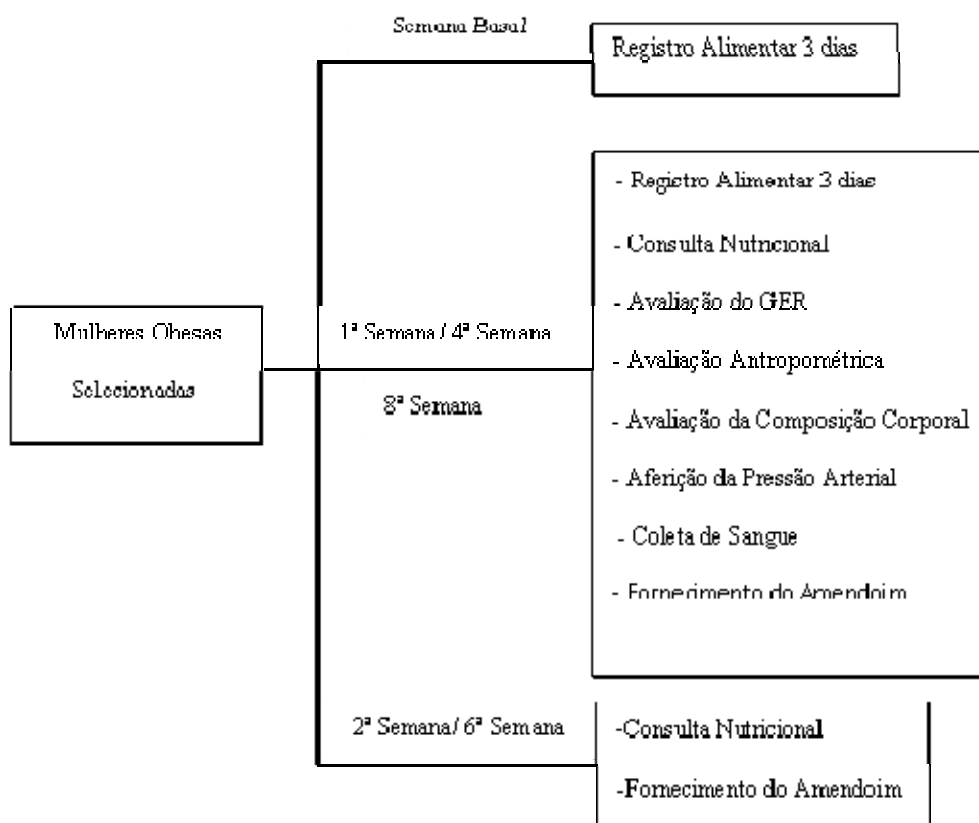 Semana Basal
Registro Alimentar 3 dias
- Registro Alimentar 3 dias
- Consulta Nutricional
- Avaliação do GER
1ª Semana / 4ª Semana
Mulheres Obesas
- Avaliação Antropométrica
Selecionadas
8ª Semana
- Avaliação da Composição Corporal
- Aferição da Pressão Arterial
- Coleta de Sangue
- Fornecimento do Amendoim
2ª Semana/ 6ª Semana
-Consulta Nutricional
-Fornecimento do Amendoim